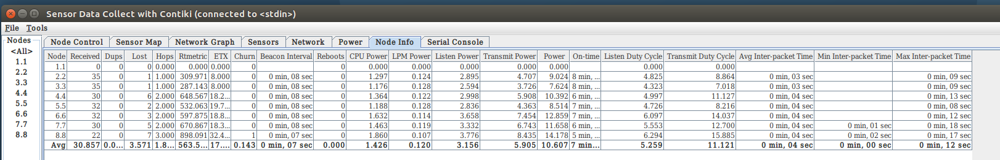 Sensor Data Collect with Contiki (connected to <stdin>)
File Tools
Nodes
<All>
1.1
2.2
3.3
4.4
5.5
6.6
7.7
8.8
Node Control Sensor Map Network Graph Sensors Network Power Node Info Serial Console
Node Received Dups Lost Hops Rtmetric ETX Churn Beacon Interval Reboots CPU Power LPM Power Listen Power Transmit Power Power On-time Listen Duty Cycle Transmit Duty Cycle Avg Inter-packet Time Min Inter-packet Time Max Inter-packet Time
1.1 0 0 0 0.000 0.000 0.000 0 0 0.000 0.000 0.000 0.000 0.000 0.000 0.000
2.2 35 0 1 1.000 309.971 8.000 0 0 min, 08 sec 0 1.297 0.124 2.895 4.707 9.024 8 min, ... 4.825 8.864 0 min, 03 sec 0 min, 09 sec
3.3 35 0 1 1.000 287.143 8.000 0 0 min, 08 sec 0 1.176 0.128 2.594 3.726 7.624 8 min, ... 4.323 7.018 0 min, 03 sec 0 min, 09 sec
4.4 30 0 6 2.000 648.567 18.2... 0 0 min, 08 sec 0 1.364 0.122 2.998 5.908 10.392 6 min, ... 4.997 11.127 0 min, 04 sec 0 min, 13 sec
5.5 32 0 2 2.000 532.063 19.7... 0 0 min, 08 sec 0 1.188 0.128 2.836 4.363 8.514 7 min, ... 4.726 8.216 0 min, 04 sec 0 min, 08 sec
6.6 32 0 3 2.000 597.875 18.8... 0 0 min, 08 sec 0 1.632 0.114 3.658 7.454 12.859 7 min, ... 6.097 14.037 0 min, 04 sec 0 min, 12 sec
7.7 30 0 5 2.000 670.867 18.3... 0 0 min, 08 sec 0 1.463 0.119 3.332 6.743 11.658 6 min, ... 5.553 12.700 0 min, 04 sec 0 min, 01 sec 0 min, 18 sec
8.8 22 0 7 3.000 898.091 32.4... 1 0 min, 07 sec 0 1.860 0.107 3.776 8.435 14.178 5 min, ... 6.294 15.885 0 min, 04 sec 0 min, 02 sec 0 min, 17 sec
Avg 30.857 0.0... 3.571 1.8... 563.5... 17.... 0.143 0 min, 07 sec 0.000 1.426 0.120 3.156 5.905 10.607 7 min... 5.259 11.121 0 min, 04 sec 0 min, 00 sec 0 min, 12 sec